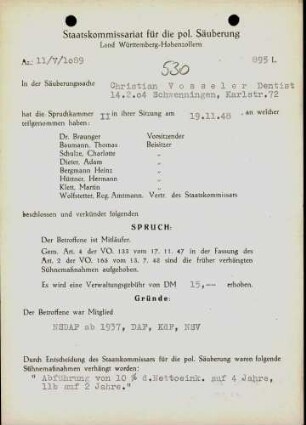 Staatskommissariat für die pol. Säuberung
Land Württemberg-Hohenzollern
Az: 11/V/1089
530
895 L
In der Säuberungssache
Christian Vosseler Dentist
14.2.04 Schwenningen, Karlstr.72
hat die Spruchkammer II in ihrer Sitzung am 19.11.48, an welcher
teilgenommen haben:
Dr. Braunger Vorsitzender
Baumann, Thomas Beisitzer
Schulze, Charlotte "
Dieter, Adam "
Bergmann Heinz "
Hüttner, Hermann "
Klett, Martin "
Wolfstetter, Reg. Amtmann, Vertr. des Staatskommissars
beschlossen und verkündet folgenden
SPRUCH:
Der Betroffene ist Mitläufer.
Gem. Art. 4 der VO. 133 vom 17. 11. 47 in der Fassung des
Art. 2 der VO. 165 vom 13. 7. 48 sind die früher verhängten
Sühnemaßnahmen aufgehoben.
Es wird eine Verwaltungsgebühr von DM 15,-- erhoben.
Gründe:
Der Betroffene war Mitglied
NSDAP ab 1937, DAF, KGF, NSV
Durch Entscheidung des Staatskommissars für die pol. Säuberung waren folgende
Sühnemaßnahmen verhängt worden:
" Abführung von 10 % d.Nettoeink. auf 4 Jahre,
11b auf 2 Jahre."